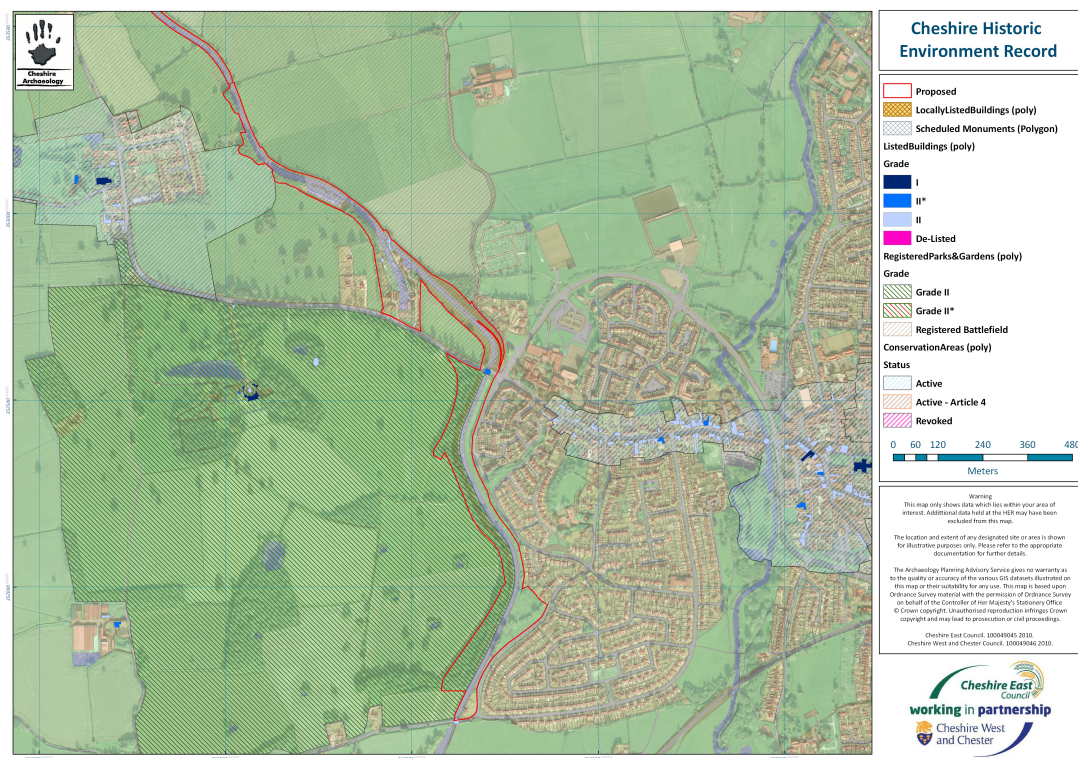 Cheshire
Archaeology
Cheshire Historic
Environment Record
Proposed
LocallyListedBuildings (poly)
Scheduled Monuments (Polygon)
ListedBuildings (poly)
Grade
I
II*
II
De-Listed
RegisteredParks&Gardens (poly)
Grade
Grade II
Grade II*
Registered Battlefield
ConservationAreas (poly)
Status
Active
Active - Article 4
Revoked
0 60 120 240 360 480
Meters
Warning
This map only shows data which lies within your area of
interest. Additional data held at the HER may have been
excluded from this map.
The location and extent of any designated site or area is shown
for illustrative purposes only. Please refer to the appropriate
documentation for further details.
The Archaeology Planning Advisory Service gives no warranty as
to the quality or accuracy of the various GIS datasets illustrated on
this map or their suitability for any use. This map is based upon
Ordnance Survey material with the permission of Ordnance Survey
on behalf of the Controller of Her Majesty's Stationery Office
© Crown copyright. Unauthorised reproduction infringes Crown
copyright and may lead to prosecution or civil proceedings.
Cheshire East Council. 100049045 2010.
Cheshire West and Chester Council. 100049046 2010.
Cheshire East
Council
working in partnership
Cheshire West
and Chester